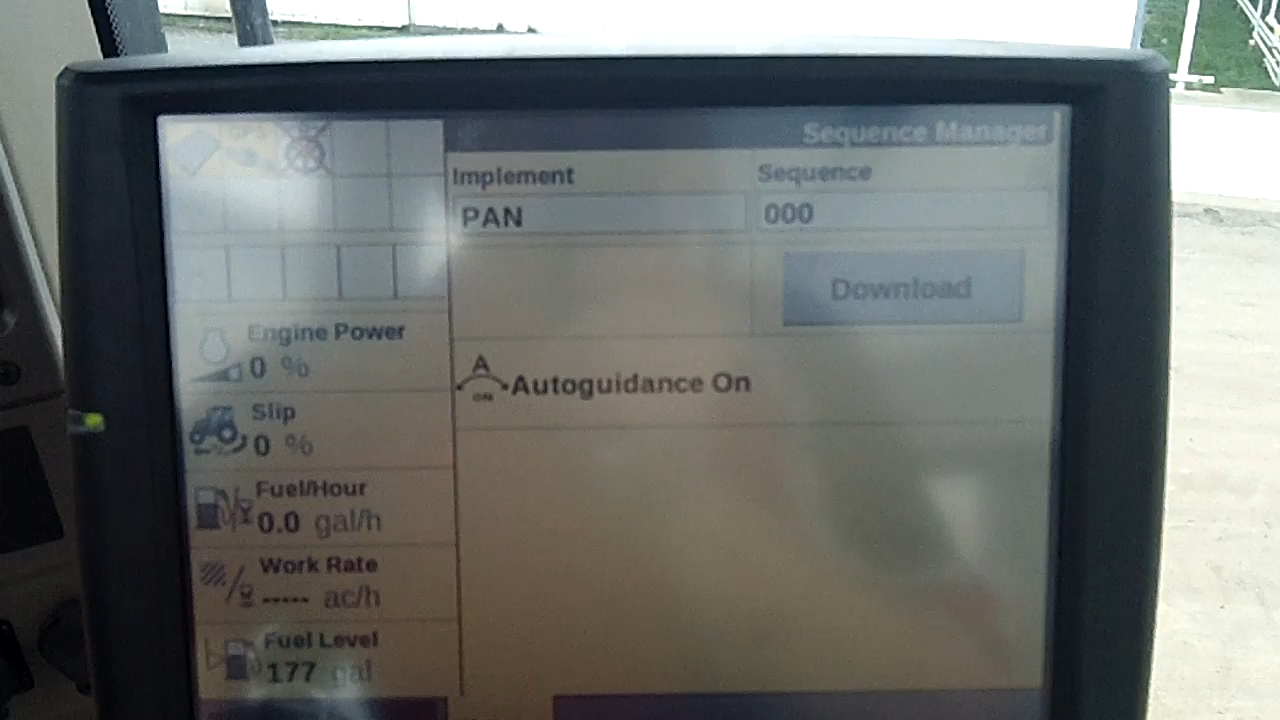 Sequence Manager
Implement
Sequence
PAN
000
Download
A
ON
Autoguidance On
Engine Power
0 %
Slip
0 %
Fuel/Hour
0.0 gal/h
Work Rate
----- ac/h
Fuel Level
177 gal